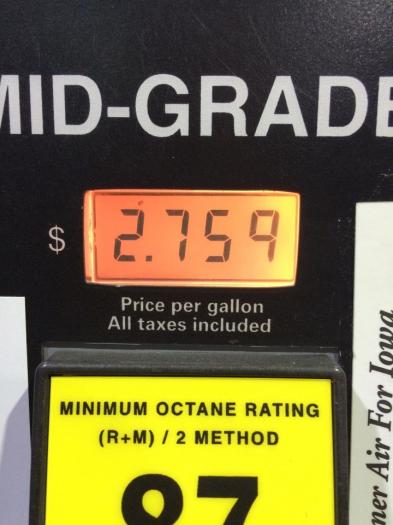 MID-GRADE
$ 2.759
Price per gallon
All taxes included
MINIMUM OCTANE RATING
(R+M) / 2 METHOD
87
Air For Iowa